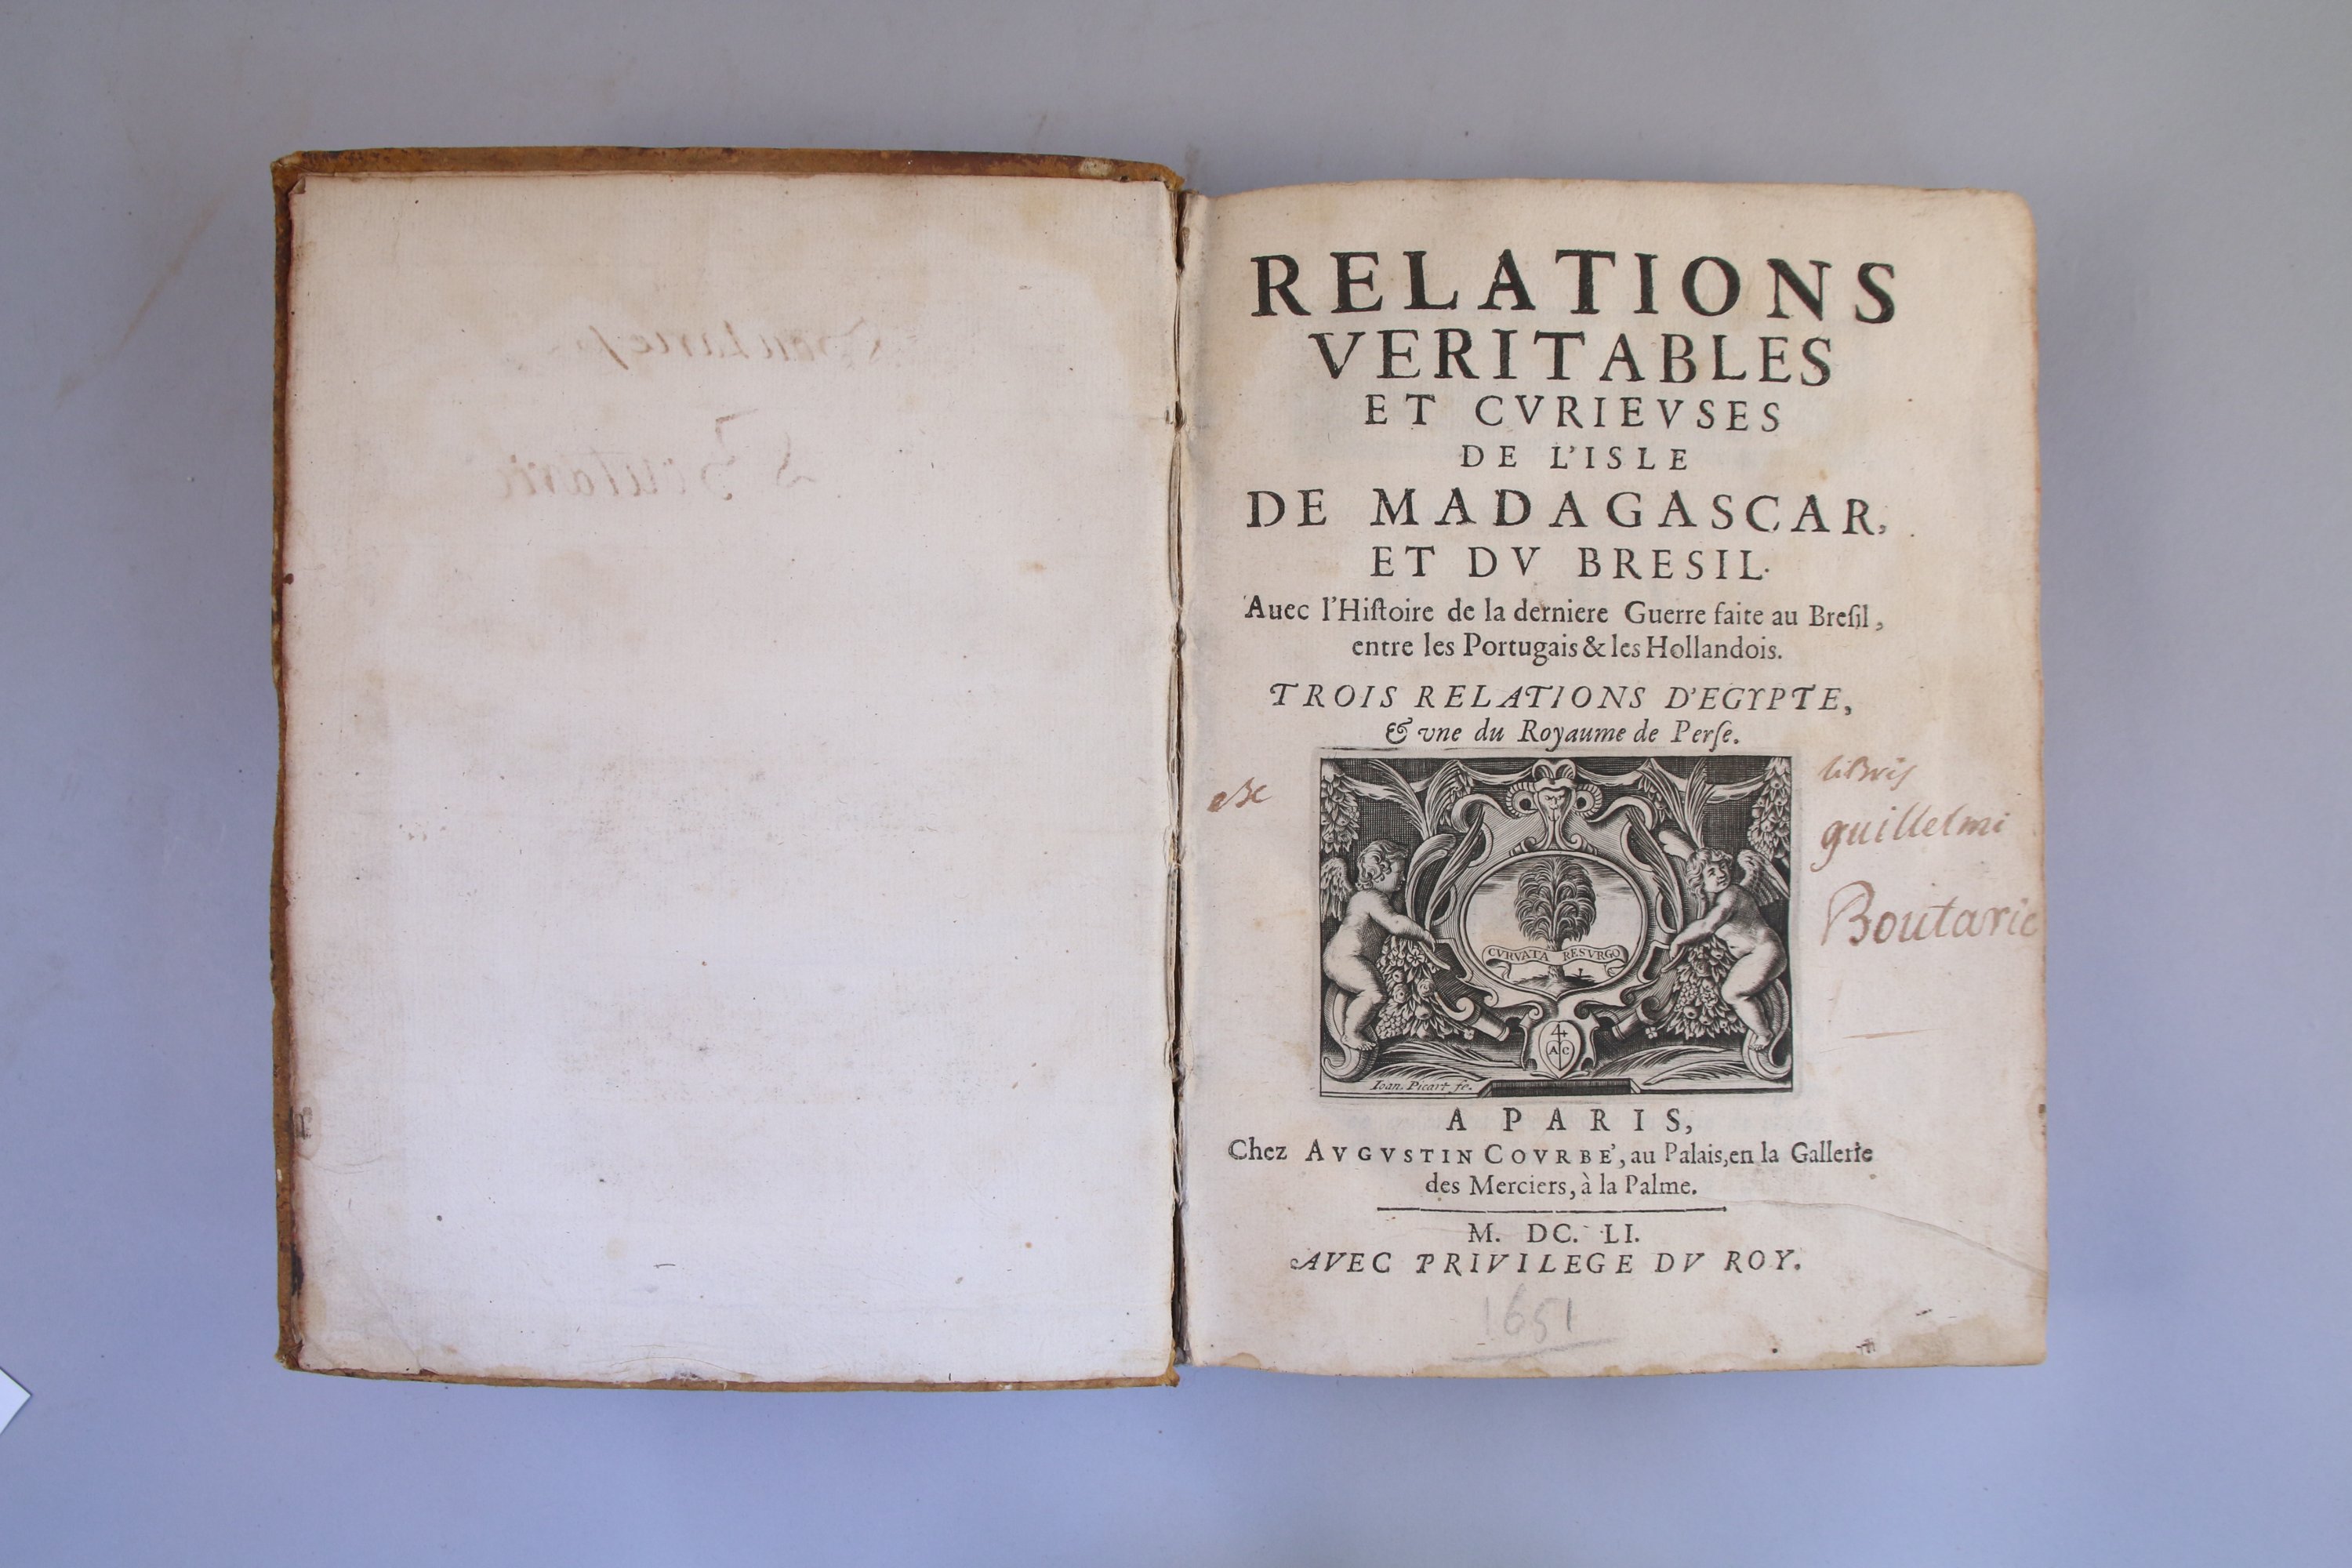 RELATIONS
VERITABLES
ET CVRIEVSES
DE L'ISLE
DE MADAGASCAR,
ET DV BRESIL.
Auec l'Hiſtoire de la derniere Guerre faite au Breſil,
entre les Portugais & les Hollandois.
TROIS RELATIONS D'EGYPTE,
& vne du Royaume de Perſe.
ex
libris
guillelmi
Boutaric
CVRVATA RESVRGO
4
A C
Ioan. Picart fe.
A PARIS,
Chez AVGVSTIN COVRBE', au Palais, en la Gallerie
des Merciers, à la Palme.
M. DC. LI.
AVEC PRIVILEGE DV ROY.
1651